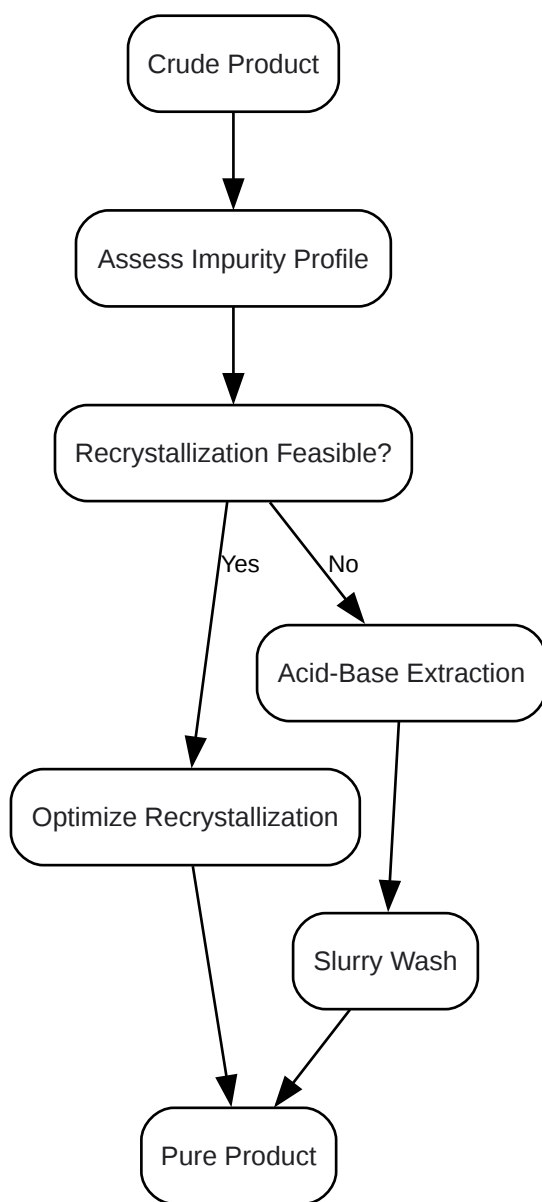 Crude Product
Assess Impurity Profile
Recrystallization Feasible?
Yes
No
Acid-Base Extraction
Optimize Recrystallization
Slurry Wash
Pure Product